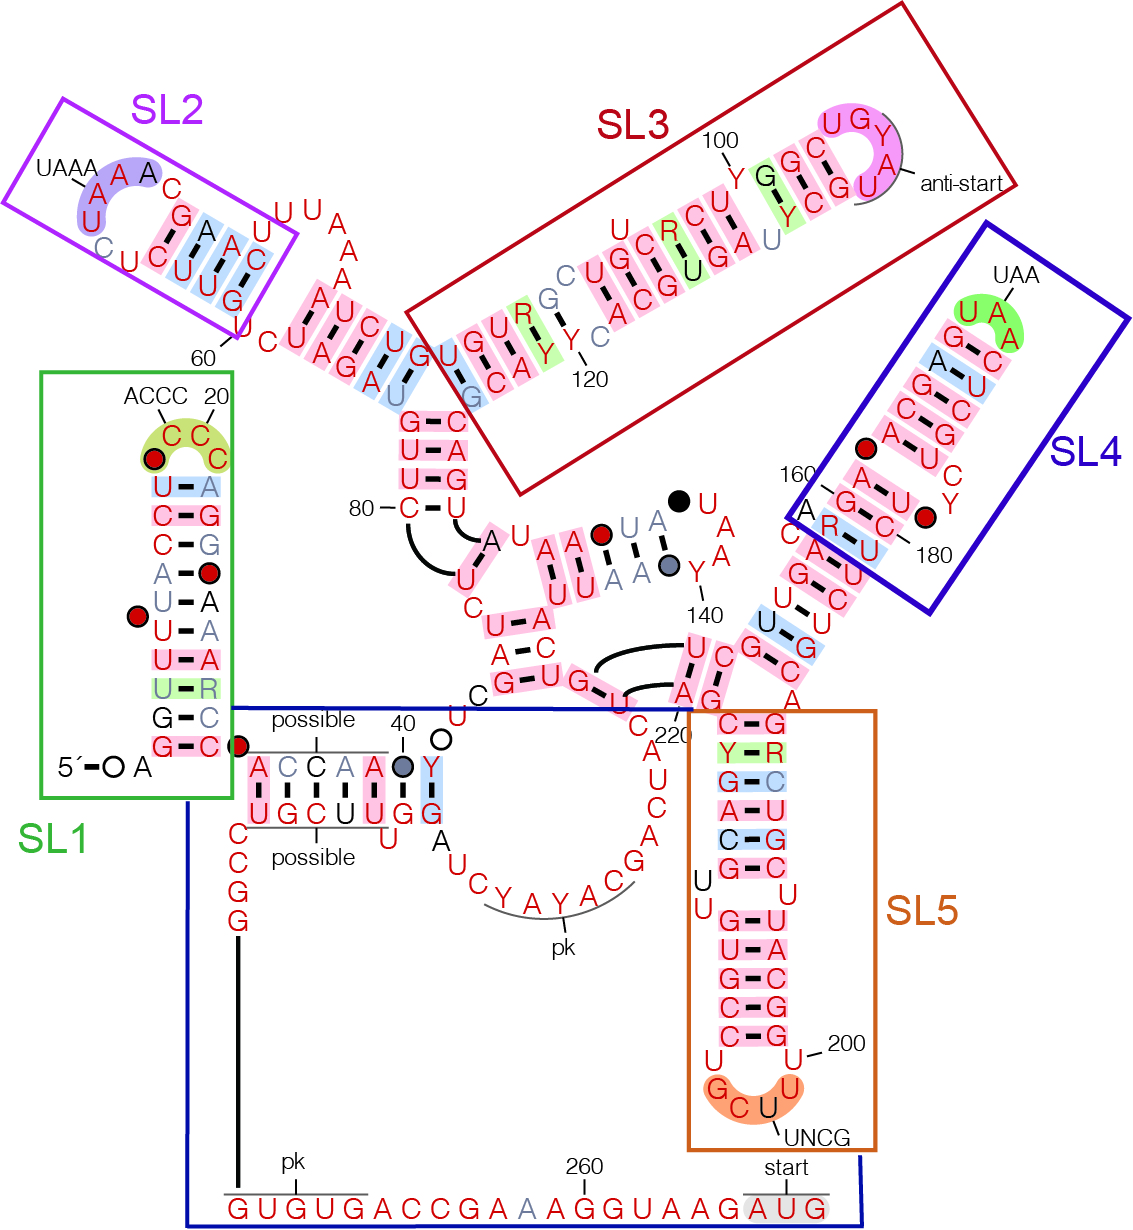 SL2
UAAA
U A A A C
G A A C U
C U C U U G U
60
C
U U A A A
A U C U G
U A G A U
SL3
100
U G C R C U Y G G C
U G Y A U
anti-start
G C Y U A G U G C A C
U G U R G C
G C A Y Y
120
SL4
UAA
U A A
G A G C A
C U C G U C Y
160
A G R A
U C U
180
C A G U U G
U C U G C A
SL1
ACCC
20
C C C
U C C A U U U U G G
A G G A A A R C C
5´
A
G U U C
C A G U
80
A U A A U A
U A A
Y
140
U U A A
U C U A G C U
A C U G U
U C
A G
220
possible
40
A C C A A Y
U G C U U G G
possible
U A U C Y A Y A C G A C U A C
pk
C C G G
SL5
C Y G A C G
G R C U G C U
U U
G U G C C U
U A C G G U
200
G C U U
UNCG
pk
260
start
G U G U G A C C G A A A G G U A A G A U G